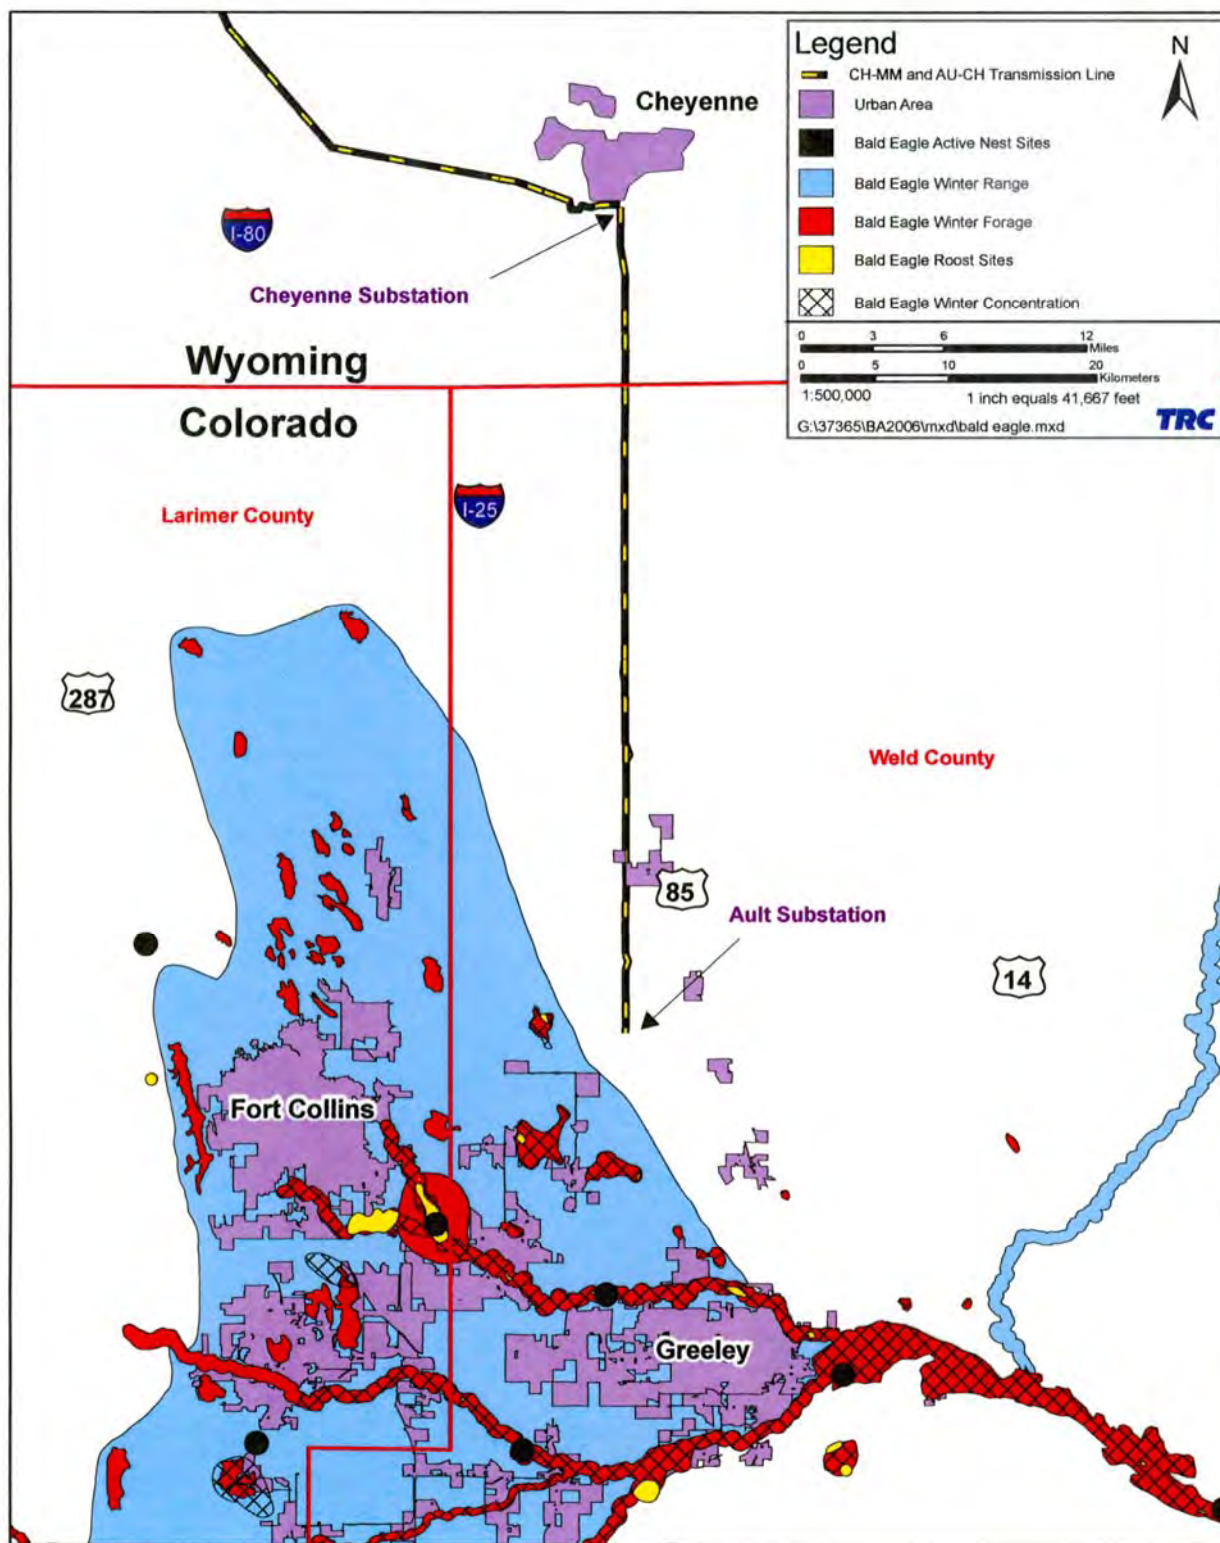 Legend
N
CH-MM and AU-CH Transmission Line
Urban Area
Bald Eagle Active Nest Sites
Bald Eagle Winter Range
Bald Eagle Winter Forage
Bald Eagle Roost Sites
Bald Eagle Winter Concentration
0 3 6 12
Miles
0 5 10 20
Kilometers
1:500,000 1 inch equals 41,667 feet
G:\37365\BA2006\mxd\bald eagle.mxd
TRC
Cheyenne
I-80
Cheyenne Substation
Wyoming
Colorado
Larimer County
I-25
287
Weld County
85
Ault Substation
14
Fort Collins
Greeley